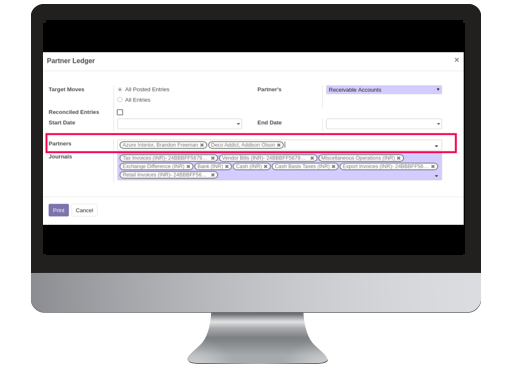 Partner Ledger ×
Target Moves All Posted Entries Partner's Receivable Accounts
All Entries
Reconciled Entries
Start Date End Date
Partners Azure Interior, Brandon Freeman × Deco Addict, Addison Olson ×
Journals Tax Invoices (INR)- 24BBBFF5679... × Vendor Bills (INR)- 24BBBFF5679... × Miscellaneous Operations (INR) ×
Exchange Difference (INR) × Bank (INR) × Cash (INR) × Cash Basis Taxes (INR) × Export Invoices (INR)- 24BBBFF56... ×
Retail Invoices (INR)- 24BBBFF56... ×
Print Cancel